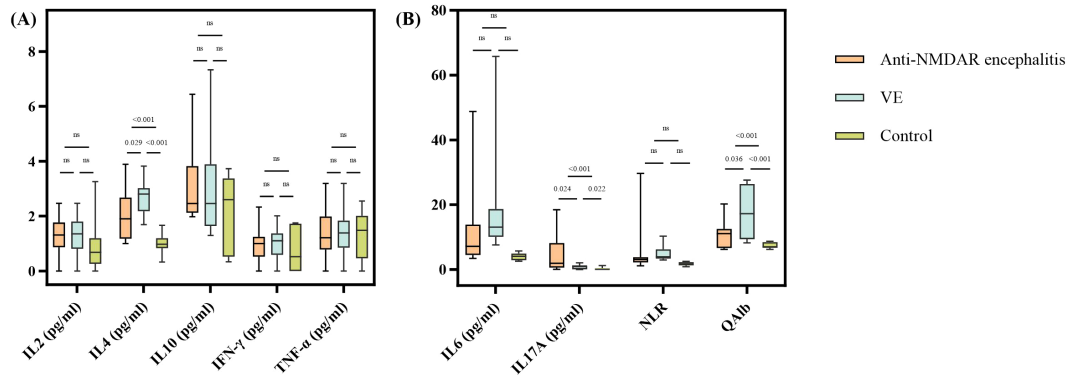 (A)
8
6
4
2
0
ns
ns ns
<0.001
0.029 <0.001
ns
ns ns
ns
ns ns
ns
ns ns
IL2 (pg/ml)
IL4 (pg/ml)
IL10 (pg/ml)
IFN-γ (pg/ml)
TNF-α (pg/ml)
(B)
80
60
40
20
0
ns
ns ns
<0.001
0.024 0.022
ns
ns ns
<0.001
0.036 <0.001
IL6 (pg/ml)
IL17A (pg/ml)
NLR
QAlb
Anti-NMDAR encephalitis
VE
Control